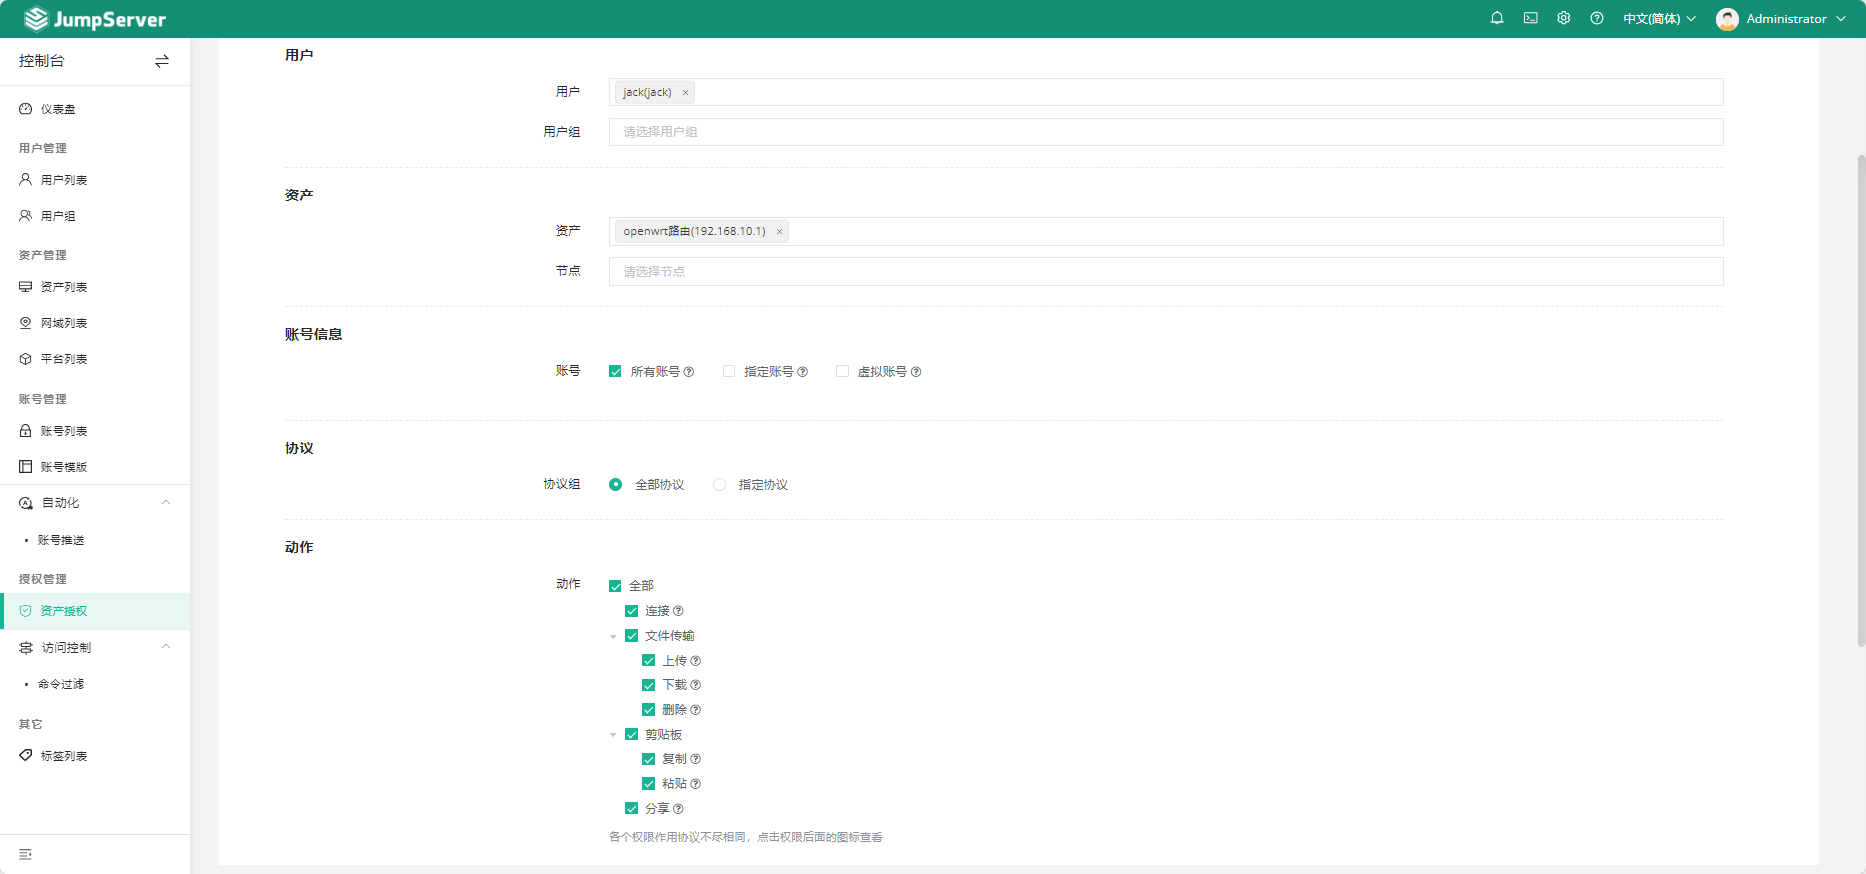 JumpServer
中文(简体)
Administrator
控制台
仪表盘
用户管理
用户列表
用户组
资产管理
资产列表
网域列表
平台列表
账号管理
账号列表
账号模版
自动化
账号推送
授权管理
资产授权
访问控制
命令过滤
其它
标签列表
用户
用户 jack(jack) ×
用户组 请选择用户组
资产
资产 openwrt路由(192.168.10.1) ×
节点 请选择节点
账号信息
账号 所有账号 指定账号 虚拟账号
协议
协议组 全部协议 指定协议
动作
动作 全部
连接
文件传输
上传
下载
删除
剪贴板
复制
粘贴
分享
各个权限作用协议不尽相同，点击权限后面的图标查看